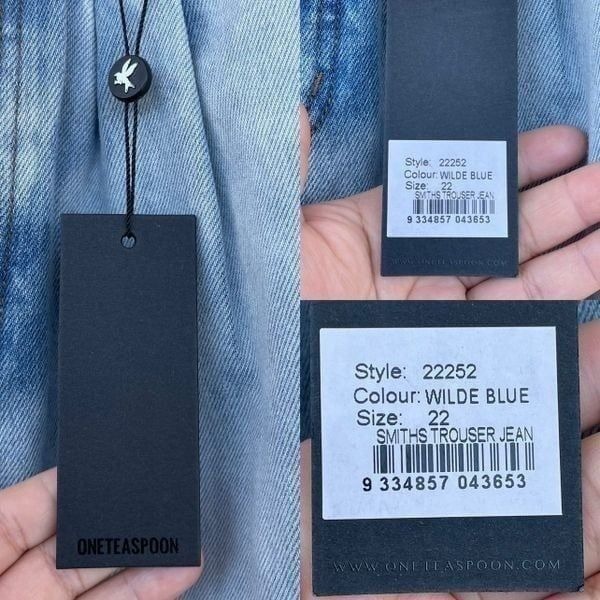 ONETEASPOON
Style: 22252
Colour: WILDE BLUE
Size: 22
SMITHS TROUSER JEAN
9 334857 043653
WWW.ONETEASPOON.COM
Style: 22252
Colour: WILDE BLUE
Size: 22
SMITHS TROUSER JEAN
9 334857 043653
WWW.ONETEASPOON.COM